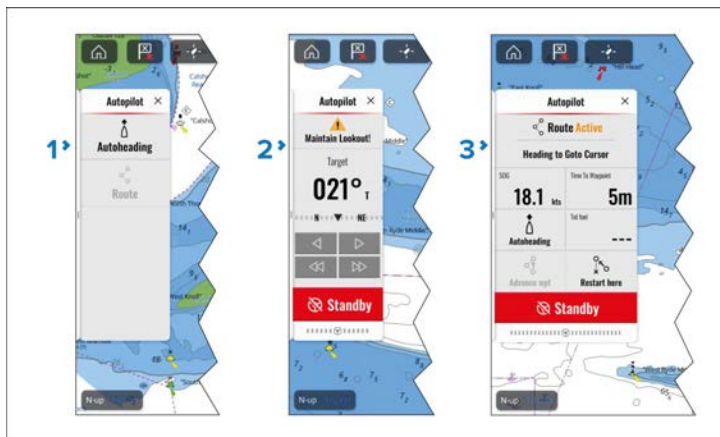 1
Autopilot ×
Autoheading
Route
N-up
2
Autopilot ×
Maintain Lookout!
Target
021° T
N NE
Standby
N-up
3
Autopilot ×
Route Active
Heading to Goto Cursor
SOG Time To Waypoint
18.1 kts 5m
Autoheading
Tot fuel
---
Advance wpt Restart here
Standby
N-up